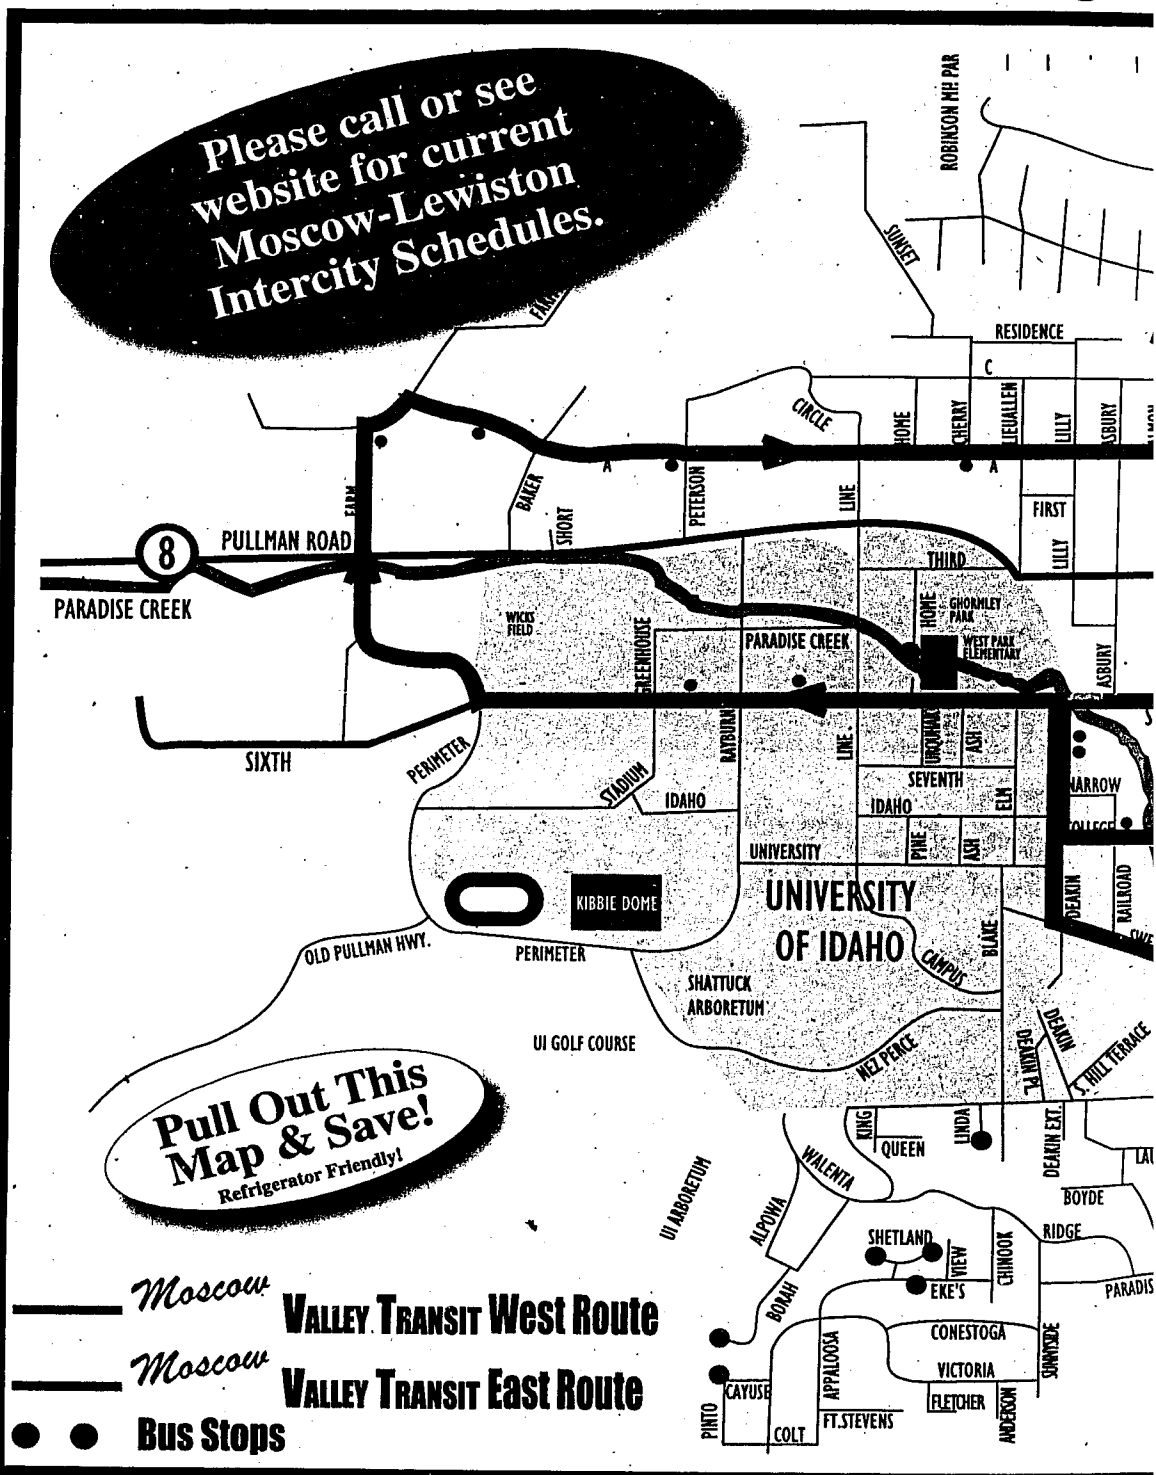 Please call or see
website for current
Moscow-Lewiston
Intercity Schedules.
ROBINSON MH PAR
SUNSET
RESIDENCE
C
CIRCLE
HOME
CHERRY
LIEUALLEN
LILLY
ASBURY
A
A
FARM
BAKER
SHORT
PETERSON
LINE
FIRST
LILLY
8
PULLMAN ROAD
THIRD
PARADISE CREEK
WICKS
FIELD
GREENHOUSE
PARADISE CREEK
HOME
GHORMLEY
PARK
WEST PARK
ELEMENTARY
ASBURY
SIXTH
PERIMETER
RAYBURN
LINE
URQUHART
ASH
STADIUM
IDAHO
SEVENTH
IDAHO
ELM
NARROW
COLLEGE
UNIVERSITY
PINE
ASH
DEAKIN
RAILROAD
KIBBIE DOME
UNIVERSITY
OF IDAHO
BLAKE
CAMPUS
OLD PULLMAN HWY.
PERIMETER
SHATTUCK
ARBORETUM
UI GOLF COURSE
NEZ PERCE
DEAKIN
DEAKIN PL.
S. HILL TERRACE
Pull Out This
Map & Save!
Refrigerator Friendly!
KING
QUEEN
LINDA
DEAKIN EXT.
LAU
WALENTA
BOYDE
UI ARBORETUM
ALPOWA
SHETLAND
VIEW
CHINOOK
RIDGE
BORAH
EKE'S
PARADIS
CONESTOGA
SUNNYSIDE
APPALOOSA
VICTORIA
CAYUSE
FLETCHER
ANDERSON
PINTO
FT.STEVENS
COLT
Moscow
VALLEY TRANSIT West Route
Moscow
VALLEY TRANSIT East Route
Bus Stops